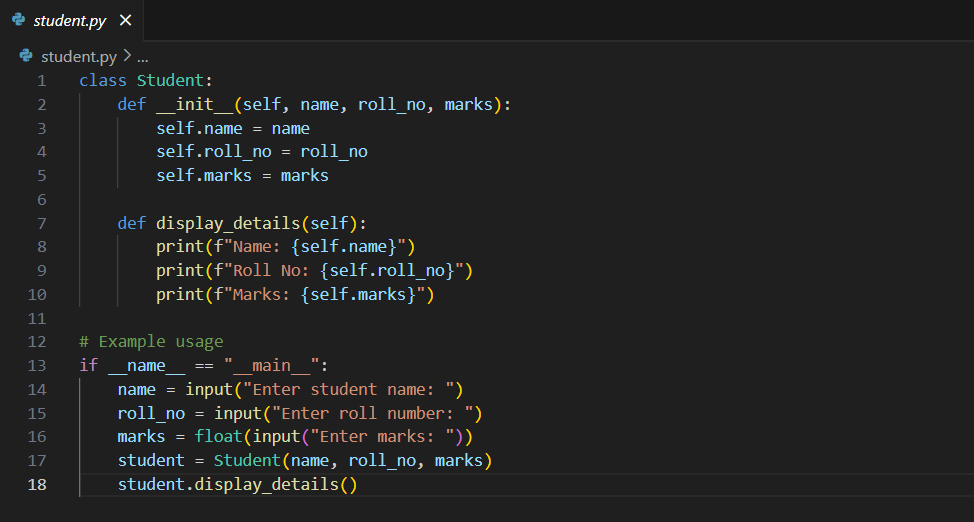 student.py ×
student.py > ...
1 class Student:
2     def __init__(self, name, roll_no, marks):
3         self.name = name
4         self.roll_no = roll_no
5         self.marks = marks
6
7     def display_details(self):
8         print(f"Name: {self.name}")
9         print(f"Roll No: {self.roll_no}")
10         print(f"Marks: {self.marks}")
11
12 # Example usage
13 if __name__ == "__main__":
14     name = input("Enter student name: ")
15     roll_no = input("Enter roll number: ")
16     marks = float(input("Enter marks: "))
17     student = Student(name, roll_no, marks)
18     student.display_details()